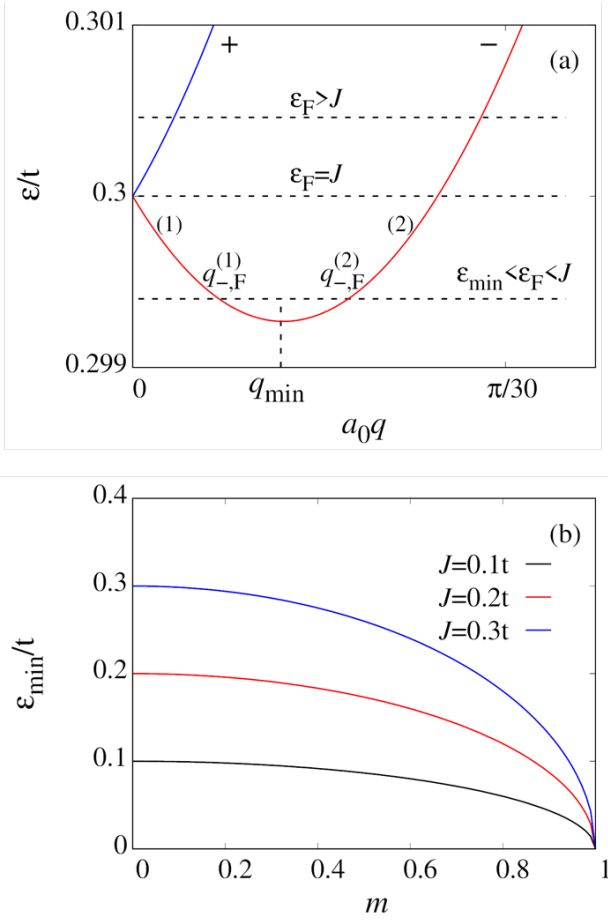 0.301
+
−
(a)
ε_F>J
ε/t
0.3
ε_F=J
(1)
(2)
q_{−,F}^{(1)}
q_{−,F}^{(2)}
ε_min<ε_F<J
0.299
0
q_min
π/30
a_0q
0.4
(b)
J=0.1t
0.3
J=0.2t
J=0.3t
ε_min/t
0.2
0.1
0
0
0.2
0.4
0.6
0.8
1
m